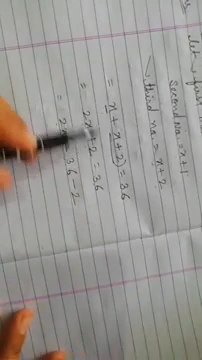 let first
second no. = x+1
third no. = x+2
= x + x+2) = 36
= 2x+2 = 36
= 2x 36-2